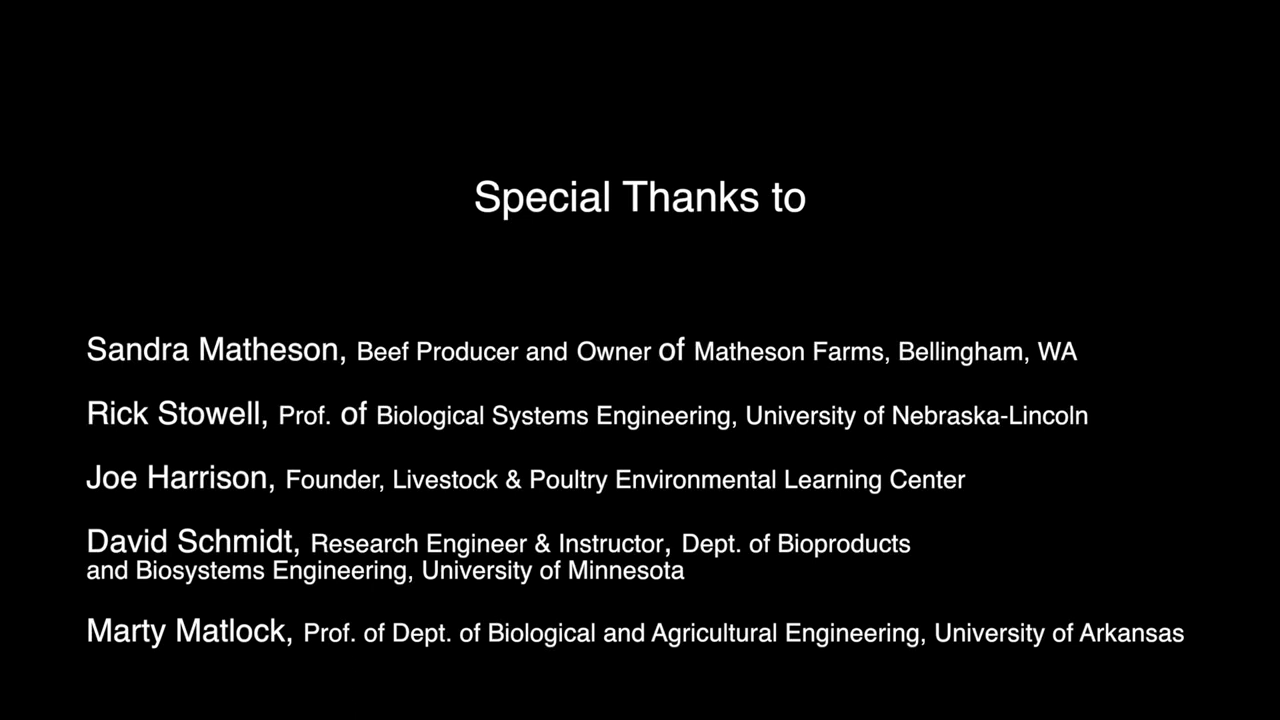 Special Thanks to
Sandra Matheson, Beef Producer and Owner of Matheson Farms, Bellingham, WA
Rick Stowell, Prof. of Biological Systems Engineering, University of Nebraska-Lincoln
Joe Harrison, Founder, Livestock & Poultry Environmental Learning Center
David Schmidt, Research Engineer & Instructor, Dept. of Bioproducts
and Biosystems Engineering, University of Minnesota
Marty Matlock, Prof. of Dept. of Biological and Agricultural Engineering, University of Arkansas